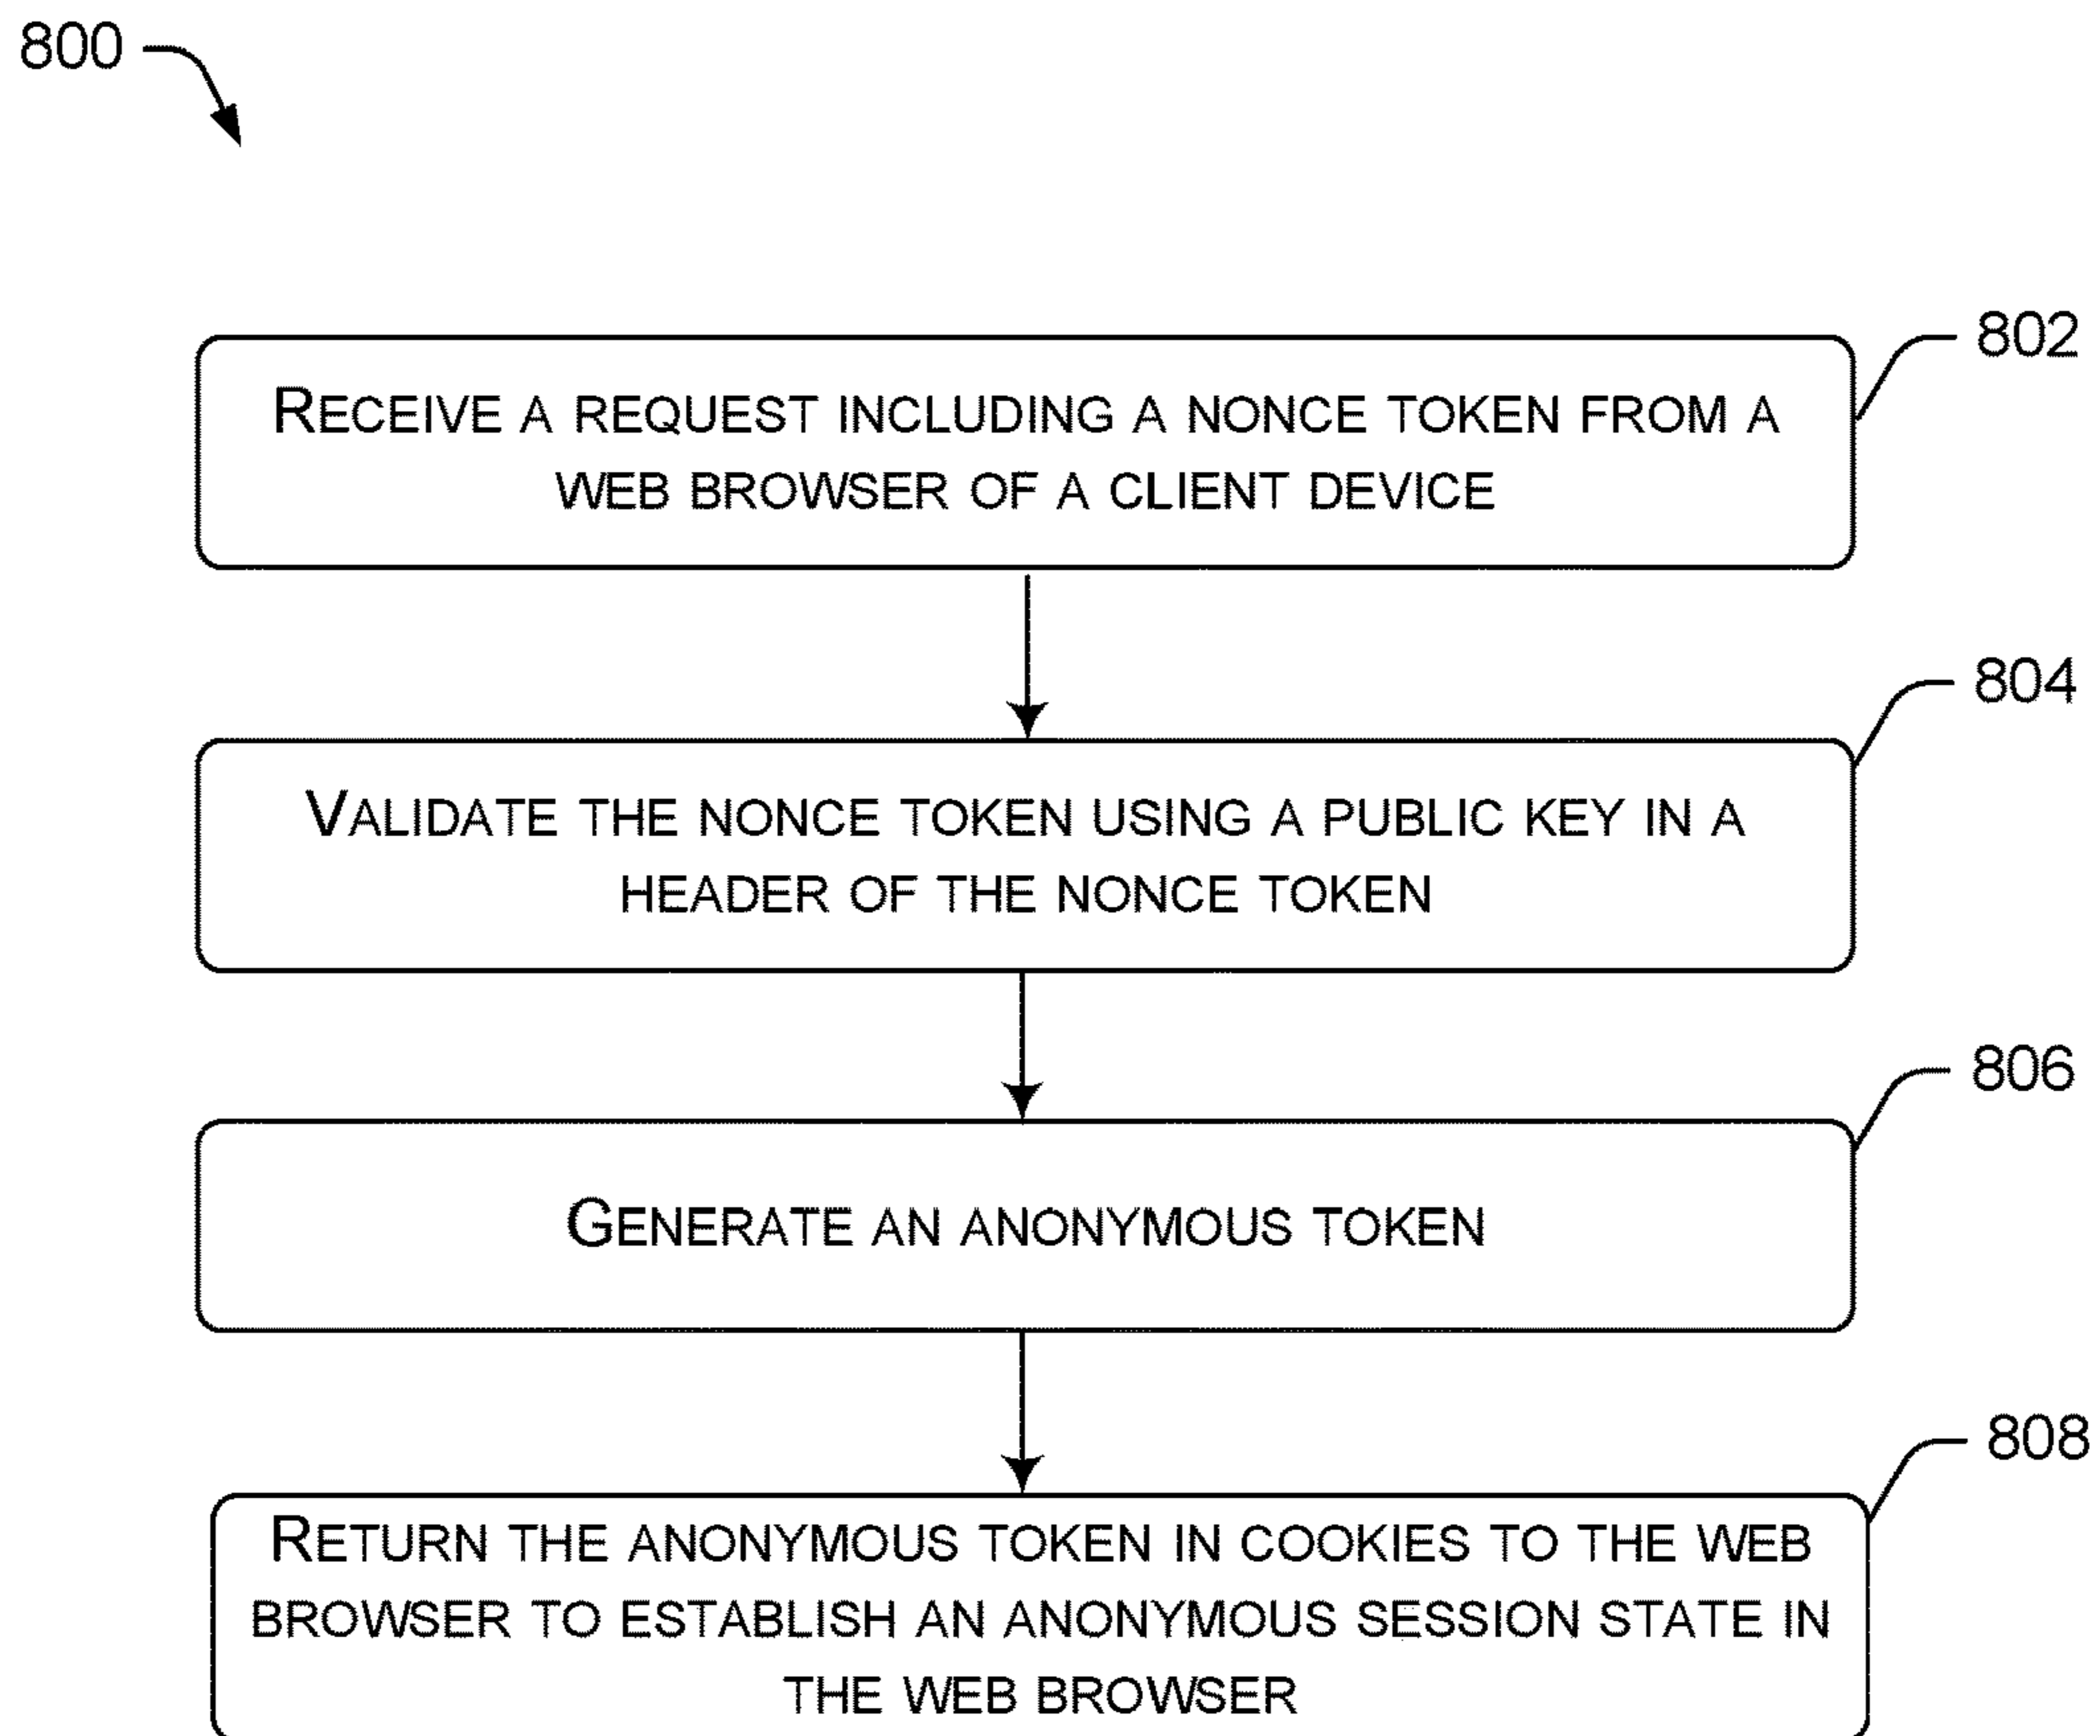 800
802
RECEIVE A REQUEST INCLUDING A NONCE TOKEN FROM A
WEB BROWSER OF A CLIENT DEVICE
804
VALIDATE THE NONCE TOKEN USING A PUBLIC KEY IN A
HEADER OF THE NONCE TOKEN
806
GENERATE AN ANONYMOUS TOKEN
808
RETURN THE ANONYMOUS TOKEN IN COOKIES TO THE WEB
BROWSER TO ESTABLISH AN ANONYMOUS SESSION STATE IN
THE WEB BROWSER